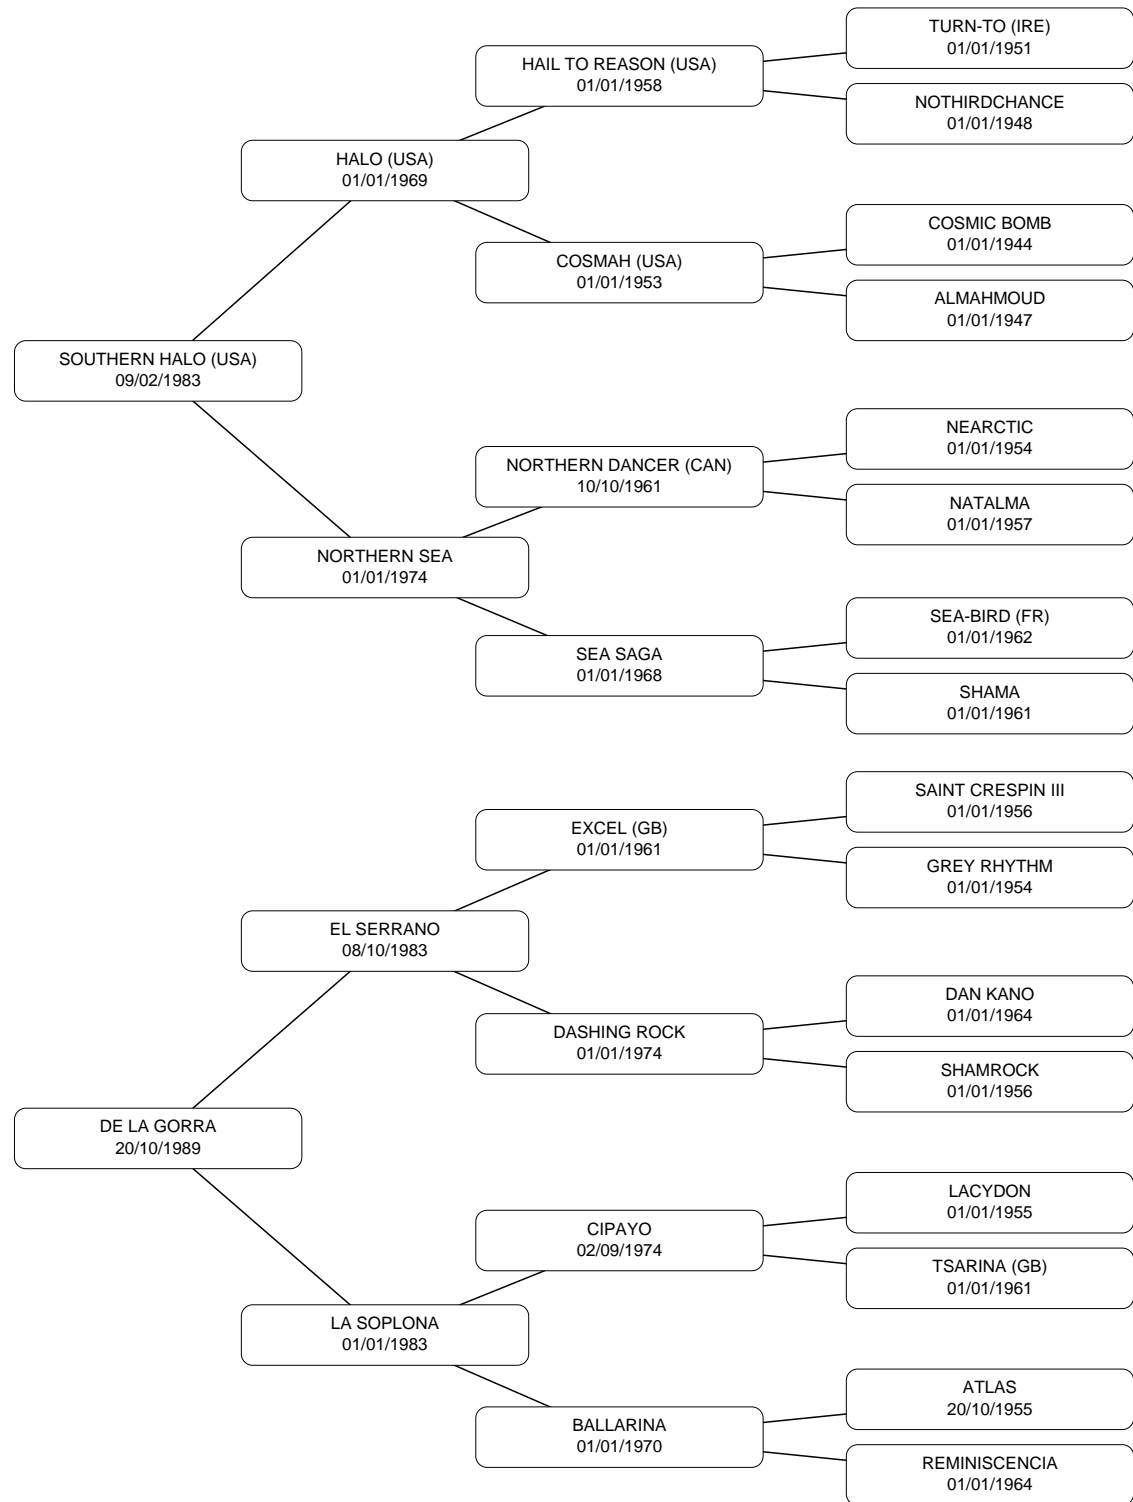 TURN-TO (IRE)
01/01/1951
HAIL TO REASON (USA)
01/01/1958
NOTHIRDCHANCE
01/01/1948
HALO (USA)
01/01/1969
COSMIC BOMB
01/01/1944
COSMAH (USA)
01/01/1953
ALMAHMOUD
01/01/1947
SOUTHERN HALO (USA)
09/02/1983
NEARCTIC
01/01/1954
NORTHERN DANCER (CAN)
10/10/1961
NATALMA
01/01/1957
NORTHERN SEA
01/01/1974
SEA-BIRD (FR)
01/01/1962
SEA SAGA
01/01/1968
SHAMA
01/01/1961
SAINT CRESPIN III
01/01/1956
EXCEL (GB)
01/01/1961
GREY RHYTHM
01/01/1954
EL SERRANO
08/10/1983
DAN KANO
01/01/1964
DASHING ROCK
01/01/1974
SHAMROCK
01/01/1956
DE LA GORRA
20/10/1989
LACYDON
01/01/1955
CIPAYO
02/09/1974
TSARINA (GB)
01/01/1961
LA SOPLONA
01/01/1983
ATLAS
20/10/1955
BALLARINA
01/01/1970
REMINISCENCIA
01/01/1964